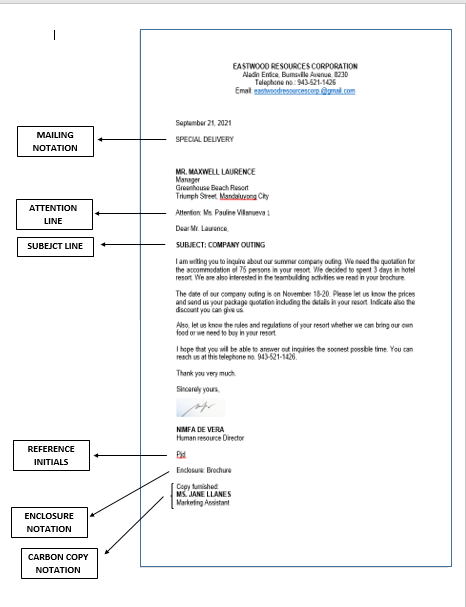 EASTWOOD RESOURCES CORPORATION
Aladin Entice, Burnsville Avenue, 8230
Telephone no.: 943-521-1426
Email: eastwoodresourcescorp.@gmail.com
September 21, 2021
MAILING
NOTATION
SPECIAL DELIVERY
MR. MAXWELL LAURENCE
Manager
Greenhouse Beach Resort
Triumph Street, Mandaluyong City
ATTENTION
LINE
Attention: Ms. Pauline Villanueva :
Dear Mr. Laurence,
SUBEJCT LINE
SUBJECT: COMPANY OUTING
I am writing you to inquire about our summer company outing. We need the quotation for
the accommodation of 75 persons in your resort. We decided to spent 3 days in hotel
resort. We are also interested in the teambuilding activities we read in your brochure.
The date of our company outing is on November 18-20. Please let us know the prices
and send us your package quotation including the details in your resort. Indicate also the
discount you can give us.
Also, let us know the rules and regulations of your resort whether we can bring our own
food or we need to buy in your resort.
I hope that you will be able to answer out inquiries the soonest possible time. You can
reach us at this telephone no. 943-521-1426.
Thank you very much.
Sincerely yours,
NIMFA DE VERA
Human resource Director
REFERENCE
INITIALS
Pjd
Enclosure: Brochure
ENCLOSURE
NOTATION
Copy furnished:
MS. JANE LLANES
Marketing Assistant
CARBON COPY
NOTATION